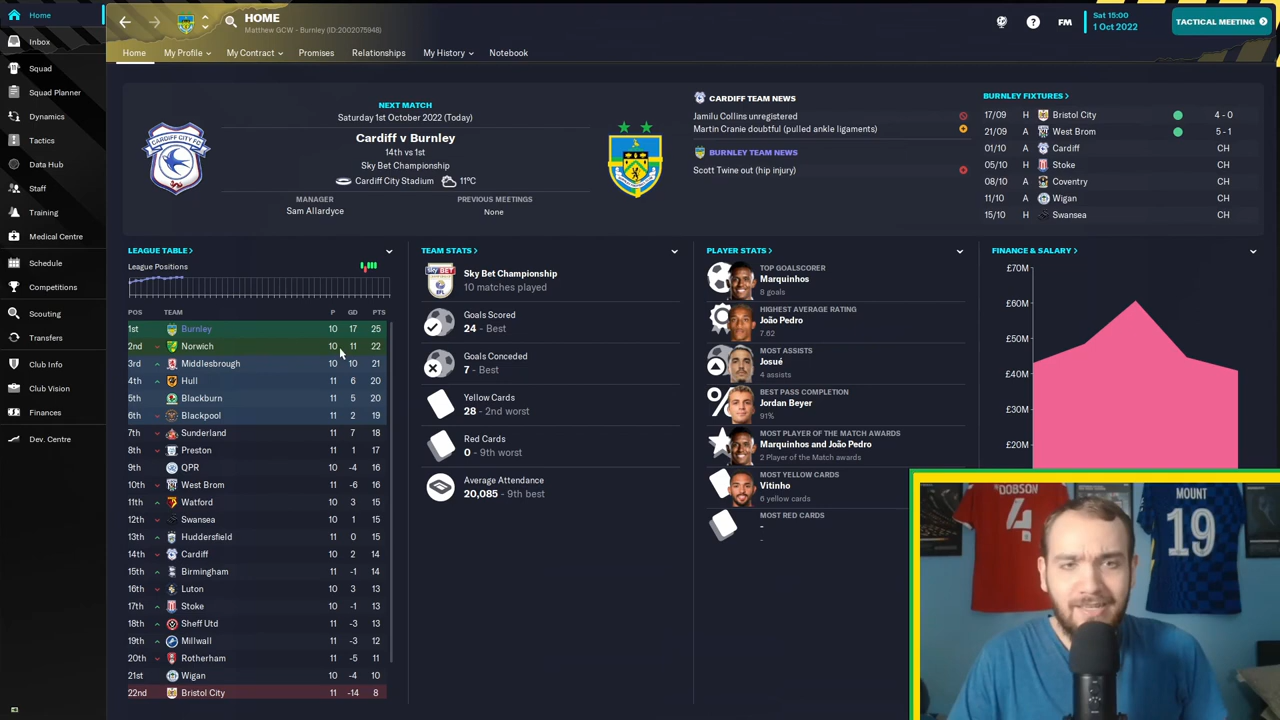 Home
Inbox
Squad
Squad Planner
Dynamics
Tactics
Data Hub
Staff
Training
Medical Centre
Schedule
Competitions
Scouting
Transfers
Club Info
Club Vision
Finances
Dev. Centre
HOME
Matthew GCW - Burnley (ID:2002075948)
FM
Sat 15:00
1 Oct 2022
TACTICAL MEETING
Home My Profile My Contract Promises Relationships My History Notebook
NEXT MATCH
Saturday 1st October 2022 (Today)
Cardiff v Burnley
14th vs 1st
Sky Bet Championship
Cardiff City Stadium 11°C
MANAGER PREVIOUS MEETINGS
Sam Allardyce None
CARDIFF CITY FC
CARDIFF TEAM NEWS
Jamilu Collins unregistered
Martin Cranie doubtful (pulled ankle ligaments)
BURNLEY TEAM NEWS
Scott Twine out (hip injury)
BURNLEY FIXTURES
17/09 H Bristol City 4 - 0
21/09 A West Brom 5 - 1
01/10 A Cardiff CH
05/10 H Stoke CH
08/10 A Coventry CH
11/10 A Wigan CH
15/10 H Swansea CH
LEAGUE TABLE
League Positions
POS TEAM P GD PTS
1st Burnley 10 17 25
2nd Norwich 10 11 22
3rd Middlesbrough 10 10 21
4th Hull 11 6 20
5th Blackburn 11 5 20
6th Blackpool 11 2 19
7th Sunderland 11 7 18
8th Preston 11 1 17
9th QPR 10 -4 16
10th West Brom 11 -6 16
11th Watford 10 3 15
12th Swansea 10 1 15
13th Huddersfield 11 0 15
14th Cardiff 10 2 14
15th Birmingham 11 -1 14
16th Luton 10 3 13
17th Stoke 10 -1 13
18th Sheff Utd 11 -3 13
19th Millwall 11 -3 12
20th Rotherham 11 -5 11
21st Wigan 10 -4 10
22nd Bristol City 11 -14 8
TEAM STATS
sky BET
EFL
Sky Bet Championship
10 matches played
Goals Scored
24 - Best
Goals Conceded
7 - Best
Yellow Cards
28 - 2nd worst
Red Cards
0 - 9th worst
Average Attendance
20,085 - 9th best
PLAYER STATS
TOP GOALSCORER
Marquinhos
8 goals
HIGHEST AVERAGE RATING
João Pedro
7.62
MOST ASSISTS
Josué
4 assists
BEST PASS COMPLETION
Jordan Beyer
91%
MOST PLAYER OF THE MATCH AWARDS
Marquinhos and João Pedro
2 Player of the Match awards
MOST YELLOW CARDS
Vitinho
6 yellow cards
MOST RED CARDS
-
-
FINANCE & SALARY
£70M
£60M
£50M
£40M
£30M
£20M
DOBSON
4
MOUNT
19